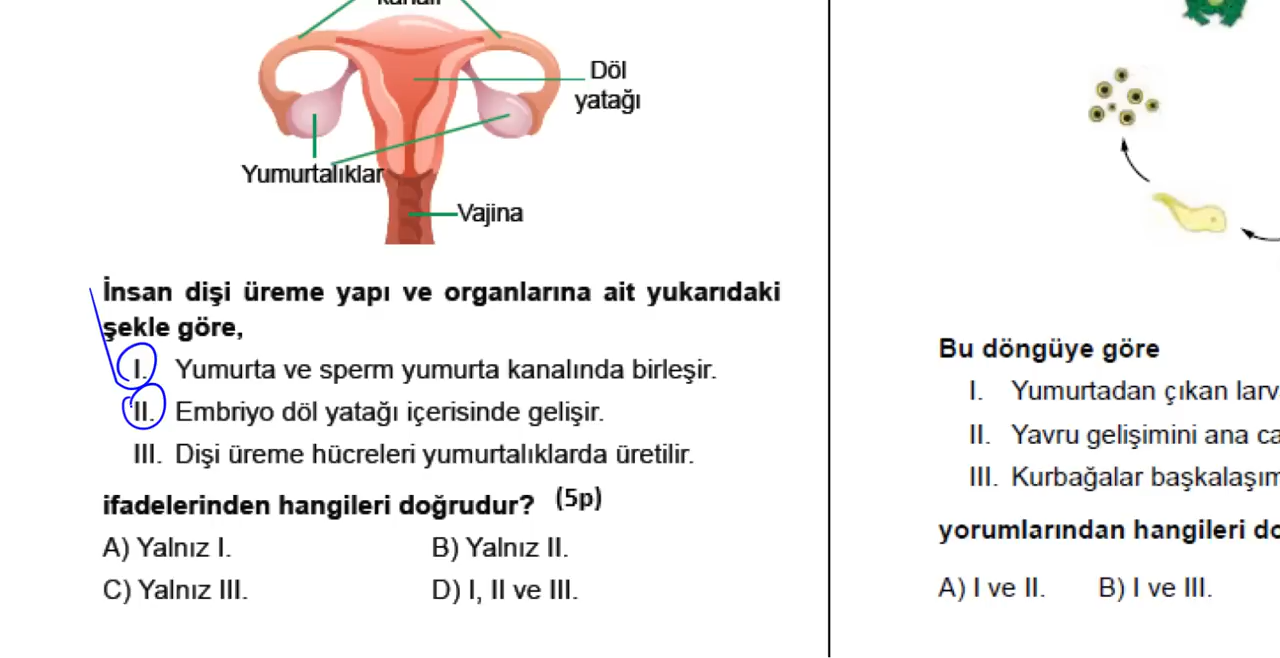 Döl
yatağı
Yumurtalıklar
Vajina
İnsan dişi üreme yapı ve organlarına ait yukarıdaki
şekle göre,
I. Yumurta ve sperm yumurta kanalında birleşir.
II. Embriyo döl yatağı içerisinde gelişir.
III. Dişi üreme hücreleri yumurtalıklarda üretilir.
ifadelerinden hangileri doğrudur? (5p)
A) Yalnız I. B) Yalnız II.
C) Yalnız III. D) I, II ve III.
Bu döngüye göre
I. Yumurtadan çıkan larv
II. Yavru gelişimini ana ca
III. Kurbağalar başkalaşım
yorumlarından hangileri do
A) I ve II. B) I ve III.